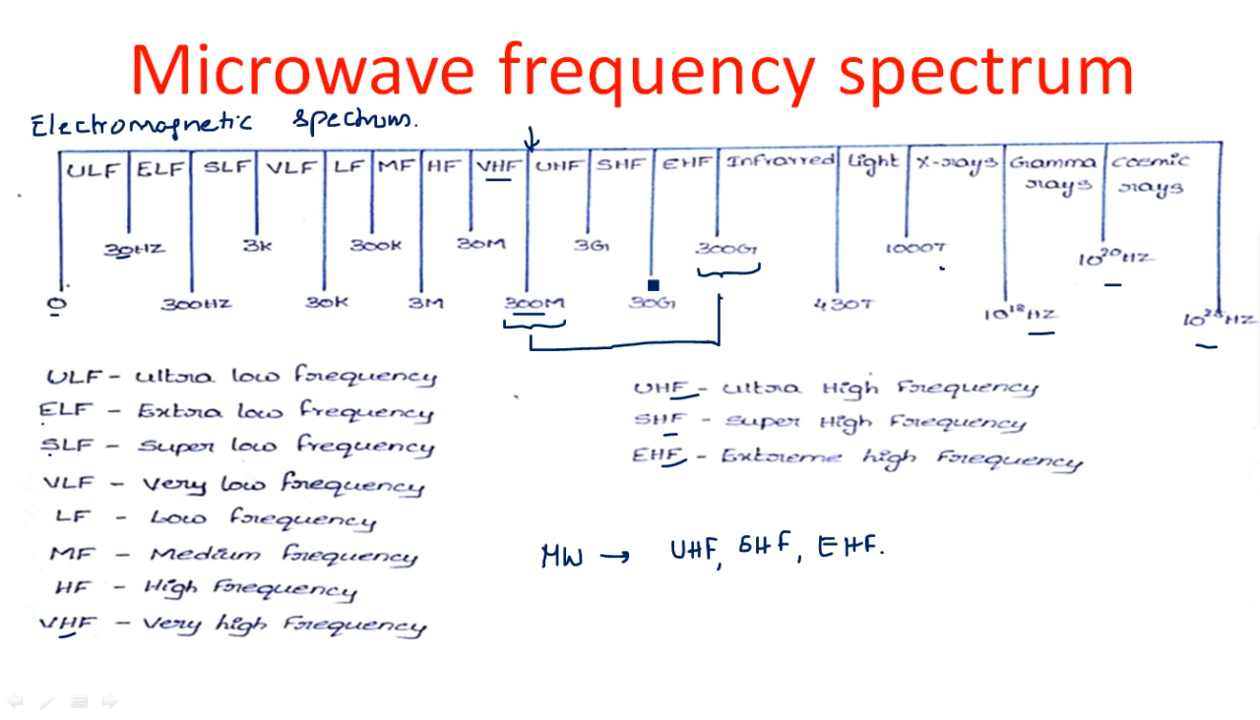 Microwave frequency spectrum
Electromagnetic spectrum.
ULF ELF SLF VLF LF MF HF VHF UHF SHF EHF Infrarred Light X-rays Gramma rays cosmic rays
30HZ 3K 300K 30M 3G 300G 1000T 10²⁰HZ
0 300HZ 30K 3M 300M 30G 430T 10¹⁸HZ 10²⁵HZ
ULF - Ultra low frequency
ELF - Extra low frequency
SLF - Super low frequency
VLF - Very low frequency
LF - Low frequency
MF - Medium frequency
HF - High Frequency
VHF - Very high Frequency
UHF - Ultra High Frequency
SHF - Super High Frequency
EHF - Extreme high Frequency
MW → UHF, SHF, EHF.